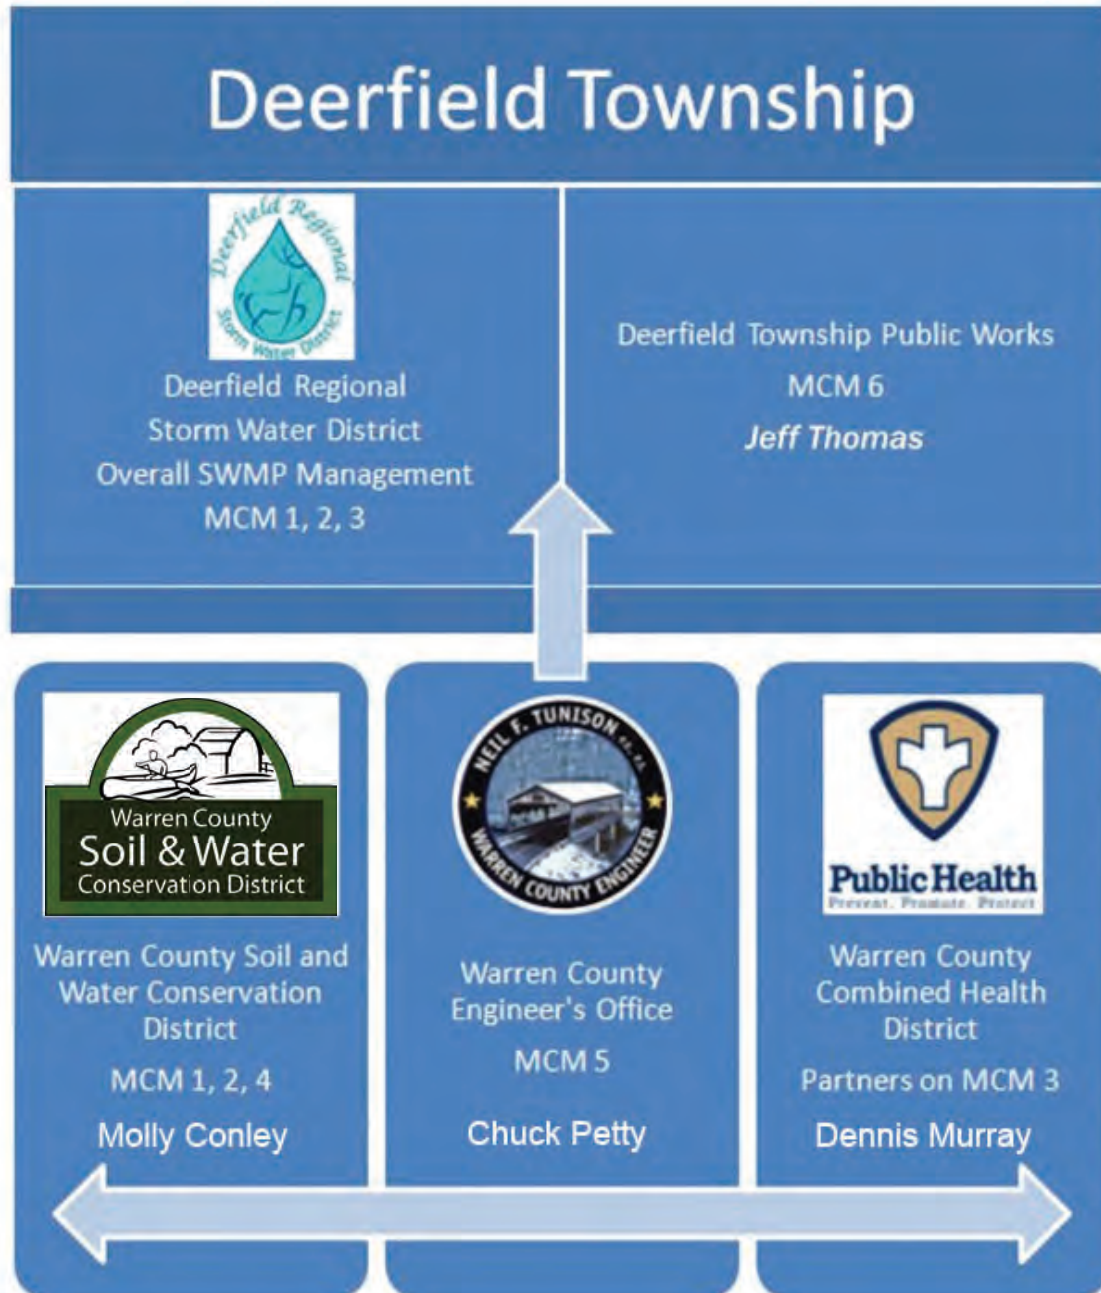 Deerfield Township
Deerfield Regional
Storm Water District
Deerfield Regional
Storm Water District
Overall SWMP Management
MCM 1, 2, 3
Deerfield Township Public Works
MCM 6
Jeff Thomas
Warren County
Soil & Water
Conservation District
Warren County Soil and
Water Conservation
District
MCM 1, 2, 4
Molly Conley
NEIL F. TUNISON P.E., P.S.
WARREN COUNTY ENGINEER
Warren County
Engineer's Office
MCM 5
Chuck Petty
Public Health
Prevent. Promote. Protect
Warren County
Combined Health
District
Partners on MCM 3
Dennis Murray